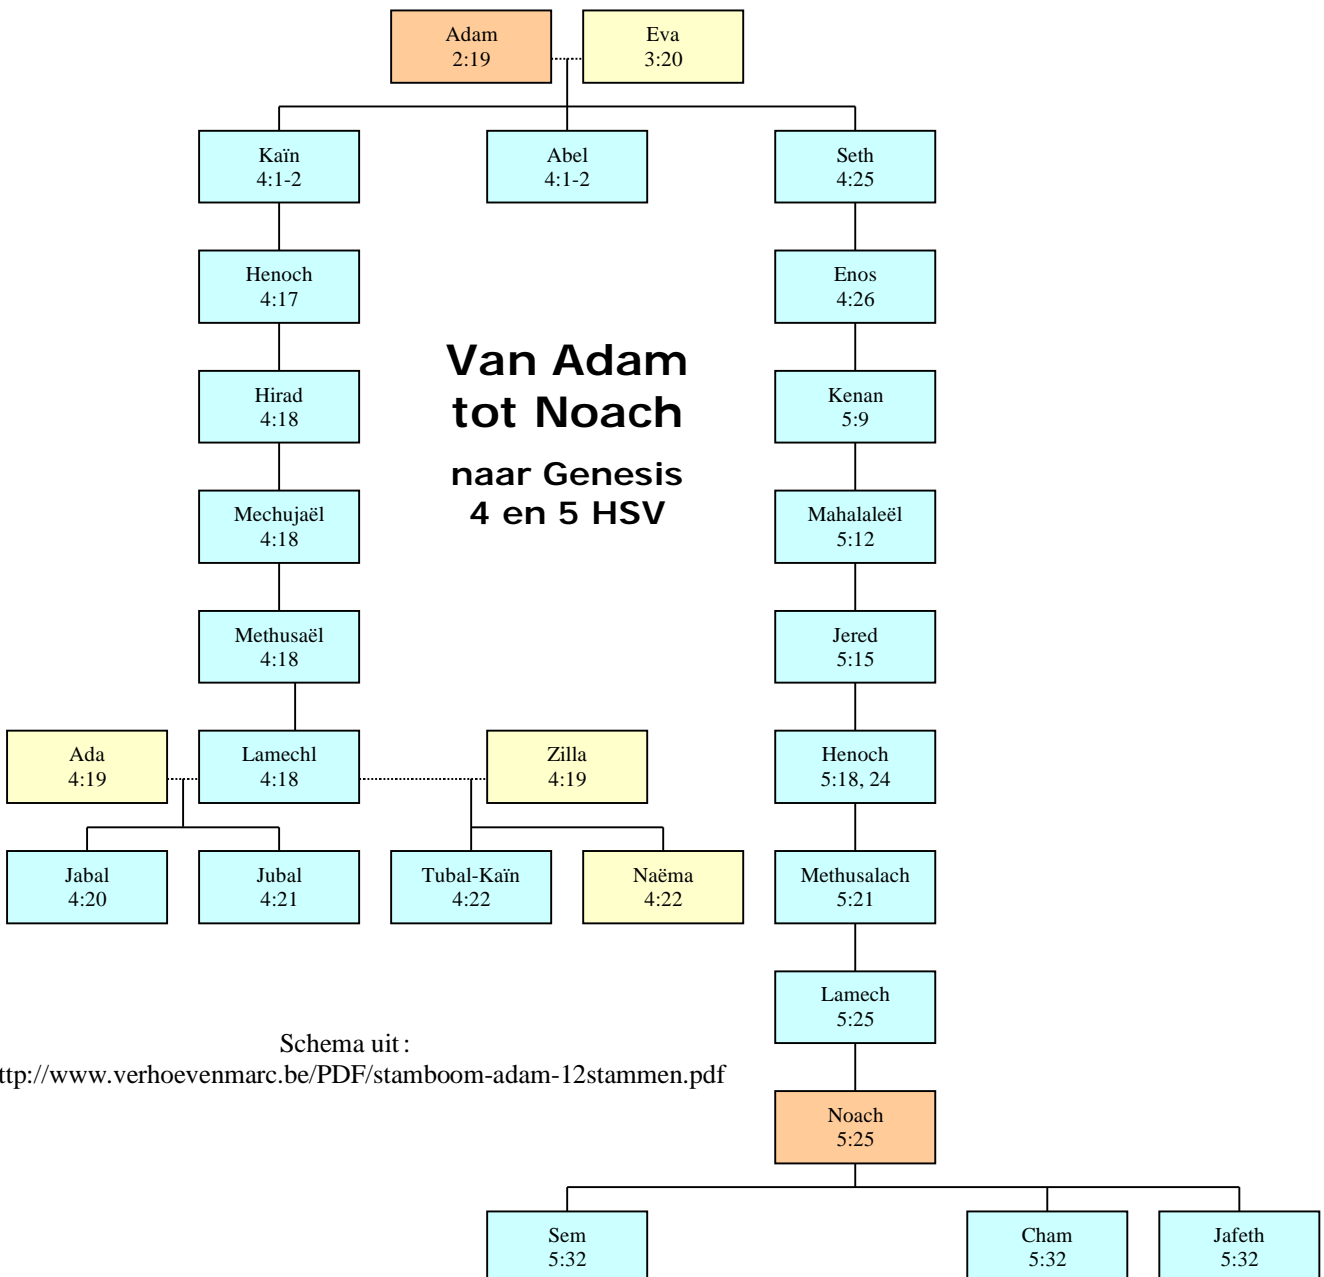 Adam
2:19
Eva
3:20
Kaïn
4:1-2
Abel
4:1-2
Seth
4:25
Henoch
4:17
Enos
4:26
Van Adam
tot Noach
naar Genesis
4 en 5 HSV
Hirad
4:18
Kenan
5:9
Mechujaël
4:18
Mahalaleël
5:12
Methusaël
4:18
Jered
5:15
Ada
4:19
Lamechl
4:18
Zilla
4:19
Henoch
5:18, 24
Jabal
4:20
Jubal
4:21
Tubal-Kaïn
4:22
Naëma
4:22
Methusalach
5:21
Lamech
5:25
Schema uit :
ttp://www.verhoevenmarc.be/PDF/stamboom-adam-12stammen.pdf
Noach
5:25
Sem
5:32
Cham
5:32
Jafeth
5:32